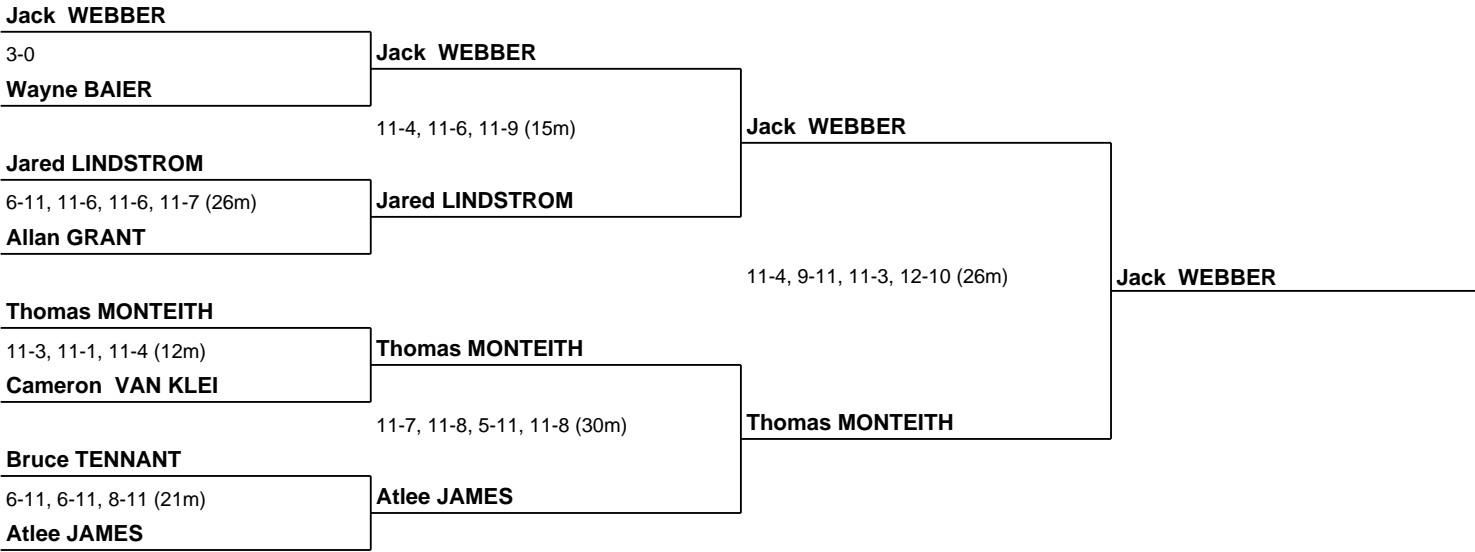 Jack  WEBBER
3-0
Wayne BAIER
Jared LINDSTROM
6-11, 11-6, 11-6, 11-7 (26m)
Allan GRANT
Thomas MONTEITH
11-3, 11-1, 11-4 (12m)
Cameron  VAN KLEI
Bruce TENNANT
6-11, 6-11, 8-11 (21m)
Atlee JAMES
Jack  WEBBER
11-4, 11-6, 11-9 (15m)
Jared LINDSTROM
Thomas MONTEITH
11-7, 11-8, 5-11, 11-8 (30m)
Atlee JAMES
Jack  WEBBER
11-4, 9-11, 11-3, 12-10 (26m)
Thomas MONTEITH
Jack  WEBBER